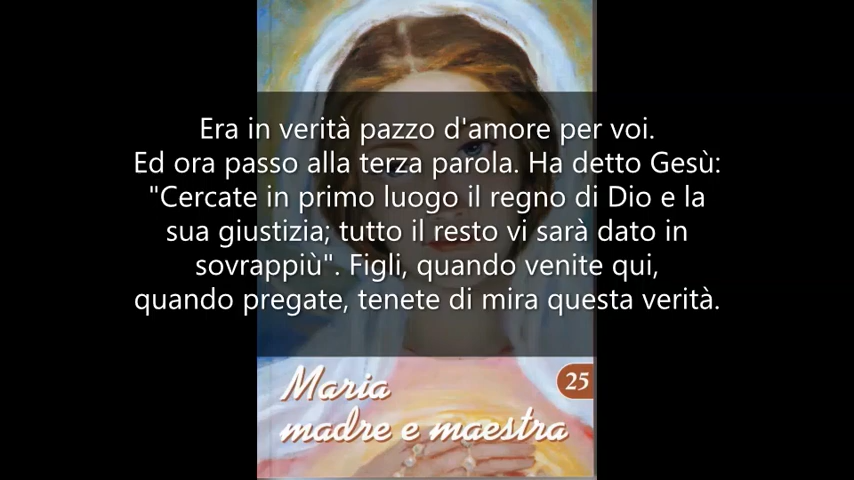 Era in verità pazzo d'amore per voi.
Ed ora passo alla terza parola. Ha detto Gesù:
"Cercate in primo luogo il regno di Dio e la
sua giustizia; tutto il resto vi sarà dato in
sovrappiù". Figli, quando venite qui,
quando pregate, tenete di mira questa verità.
Maria
25
madre e maestra